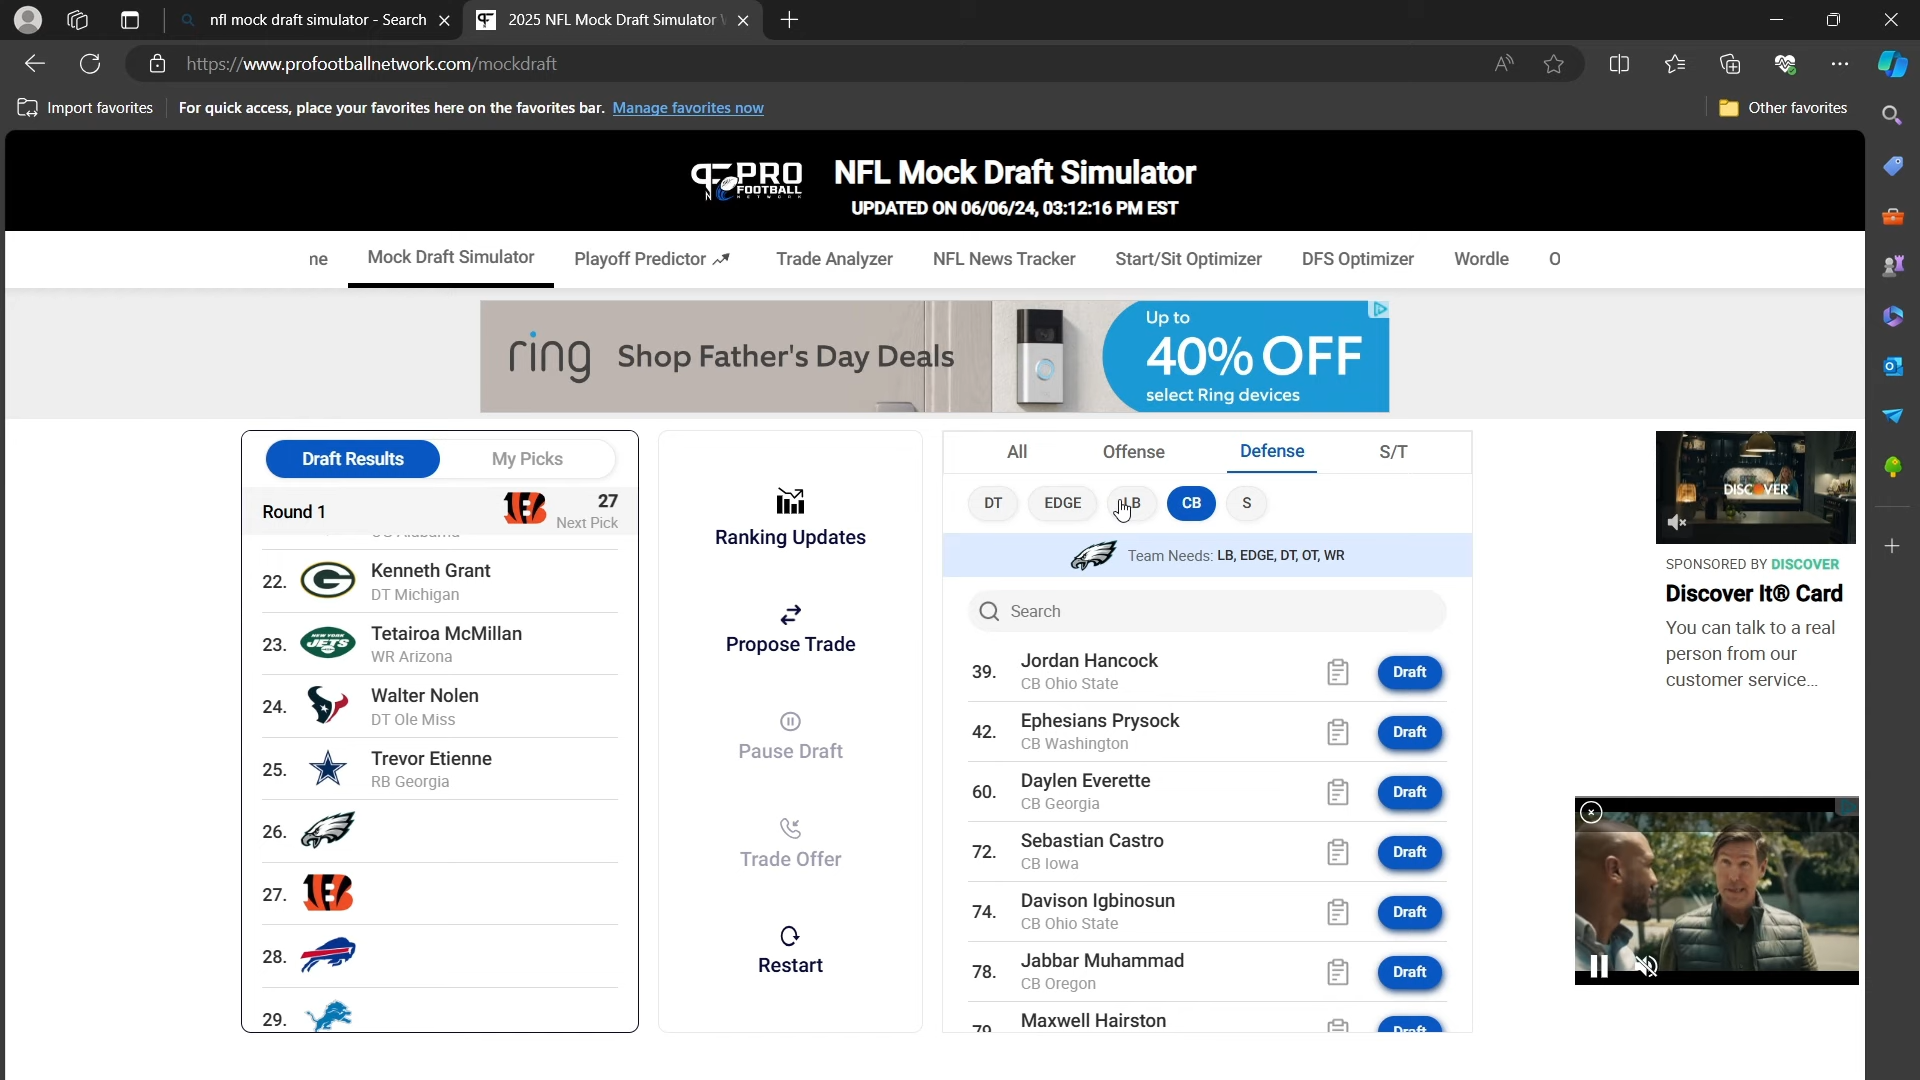 nfl mock draft simulator - Search
2025 NFL Mock Draft Simulator
https://www.profootballnetwork.com/mockdraft
Import favorites
For quick access, place your favorites here on the favorites bar. Manage favorites now
Other favorites
PRO
FOOTBALL
NETWORK
NFL Mock Draft Simulator
UPDATED ON 06/06/24, 03:12:16 PM EST
ne
Mock Draft Simulator
Playoff Predictor
Trade Analyzer
NFL News Tracker
Start/Sit Optimizer
DFS Optimizer
Wordle
O
ring
Shop Father's Day Deals
Up to
40% OFF
select Ring devices
Draft Results
My Picks
Round 1
27
Next Pick
22.
Kenneth Grant
DT Michigan
23.
NEW YORK
JETS
Tetairoa McMillan
WR Arizona
24.
Walter Nolen
DT Ole Miss
25.
Trevor Etienne
RB Georgia
26.
27.
28.
29.
Ranking Updates
Propose Trade
Pause Draft
Trade Offer
Restart
All
Offense
Defense
S/T
DT
EDGE
LB
CB
S
Team Needs: LB, EDGE, DT, OT, WR
Search
39.
Jordan Hancock
CB Ohio State
Draft
42.
Ephesians Prysock
CB Washington
Draft
60.
Daylen Everette
CB Georgia
Draft
72.
Sebastian Castro
CB Iowa
Draft
74.
Davison Igbinosun
CB Ohio State
Draft
78.
Jabbar Muhammad
CB Oregon
Draft
79.
Maxwell Hairston
Draft
DISCOVER
SPONSORED BY DISCOVER
Discover It® Card
You can talk to a real
person from our
customer service...